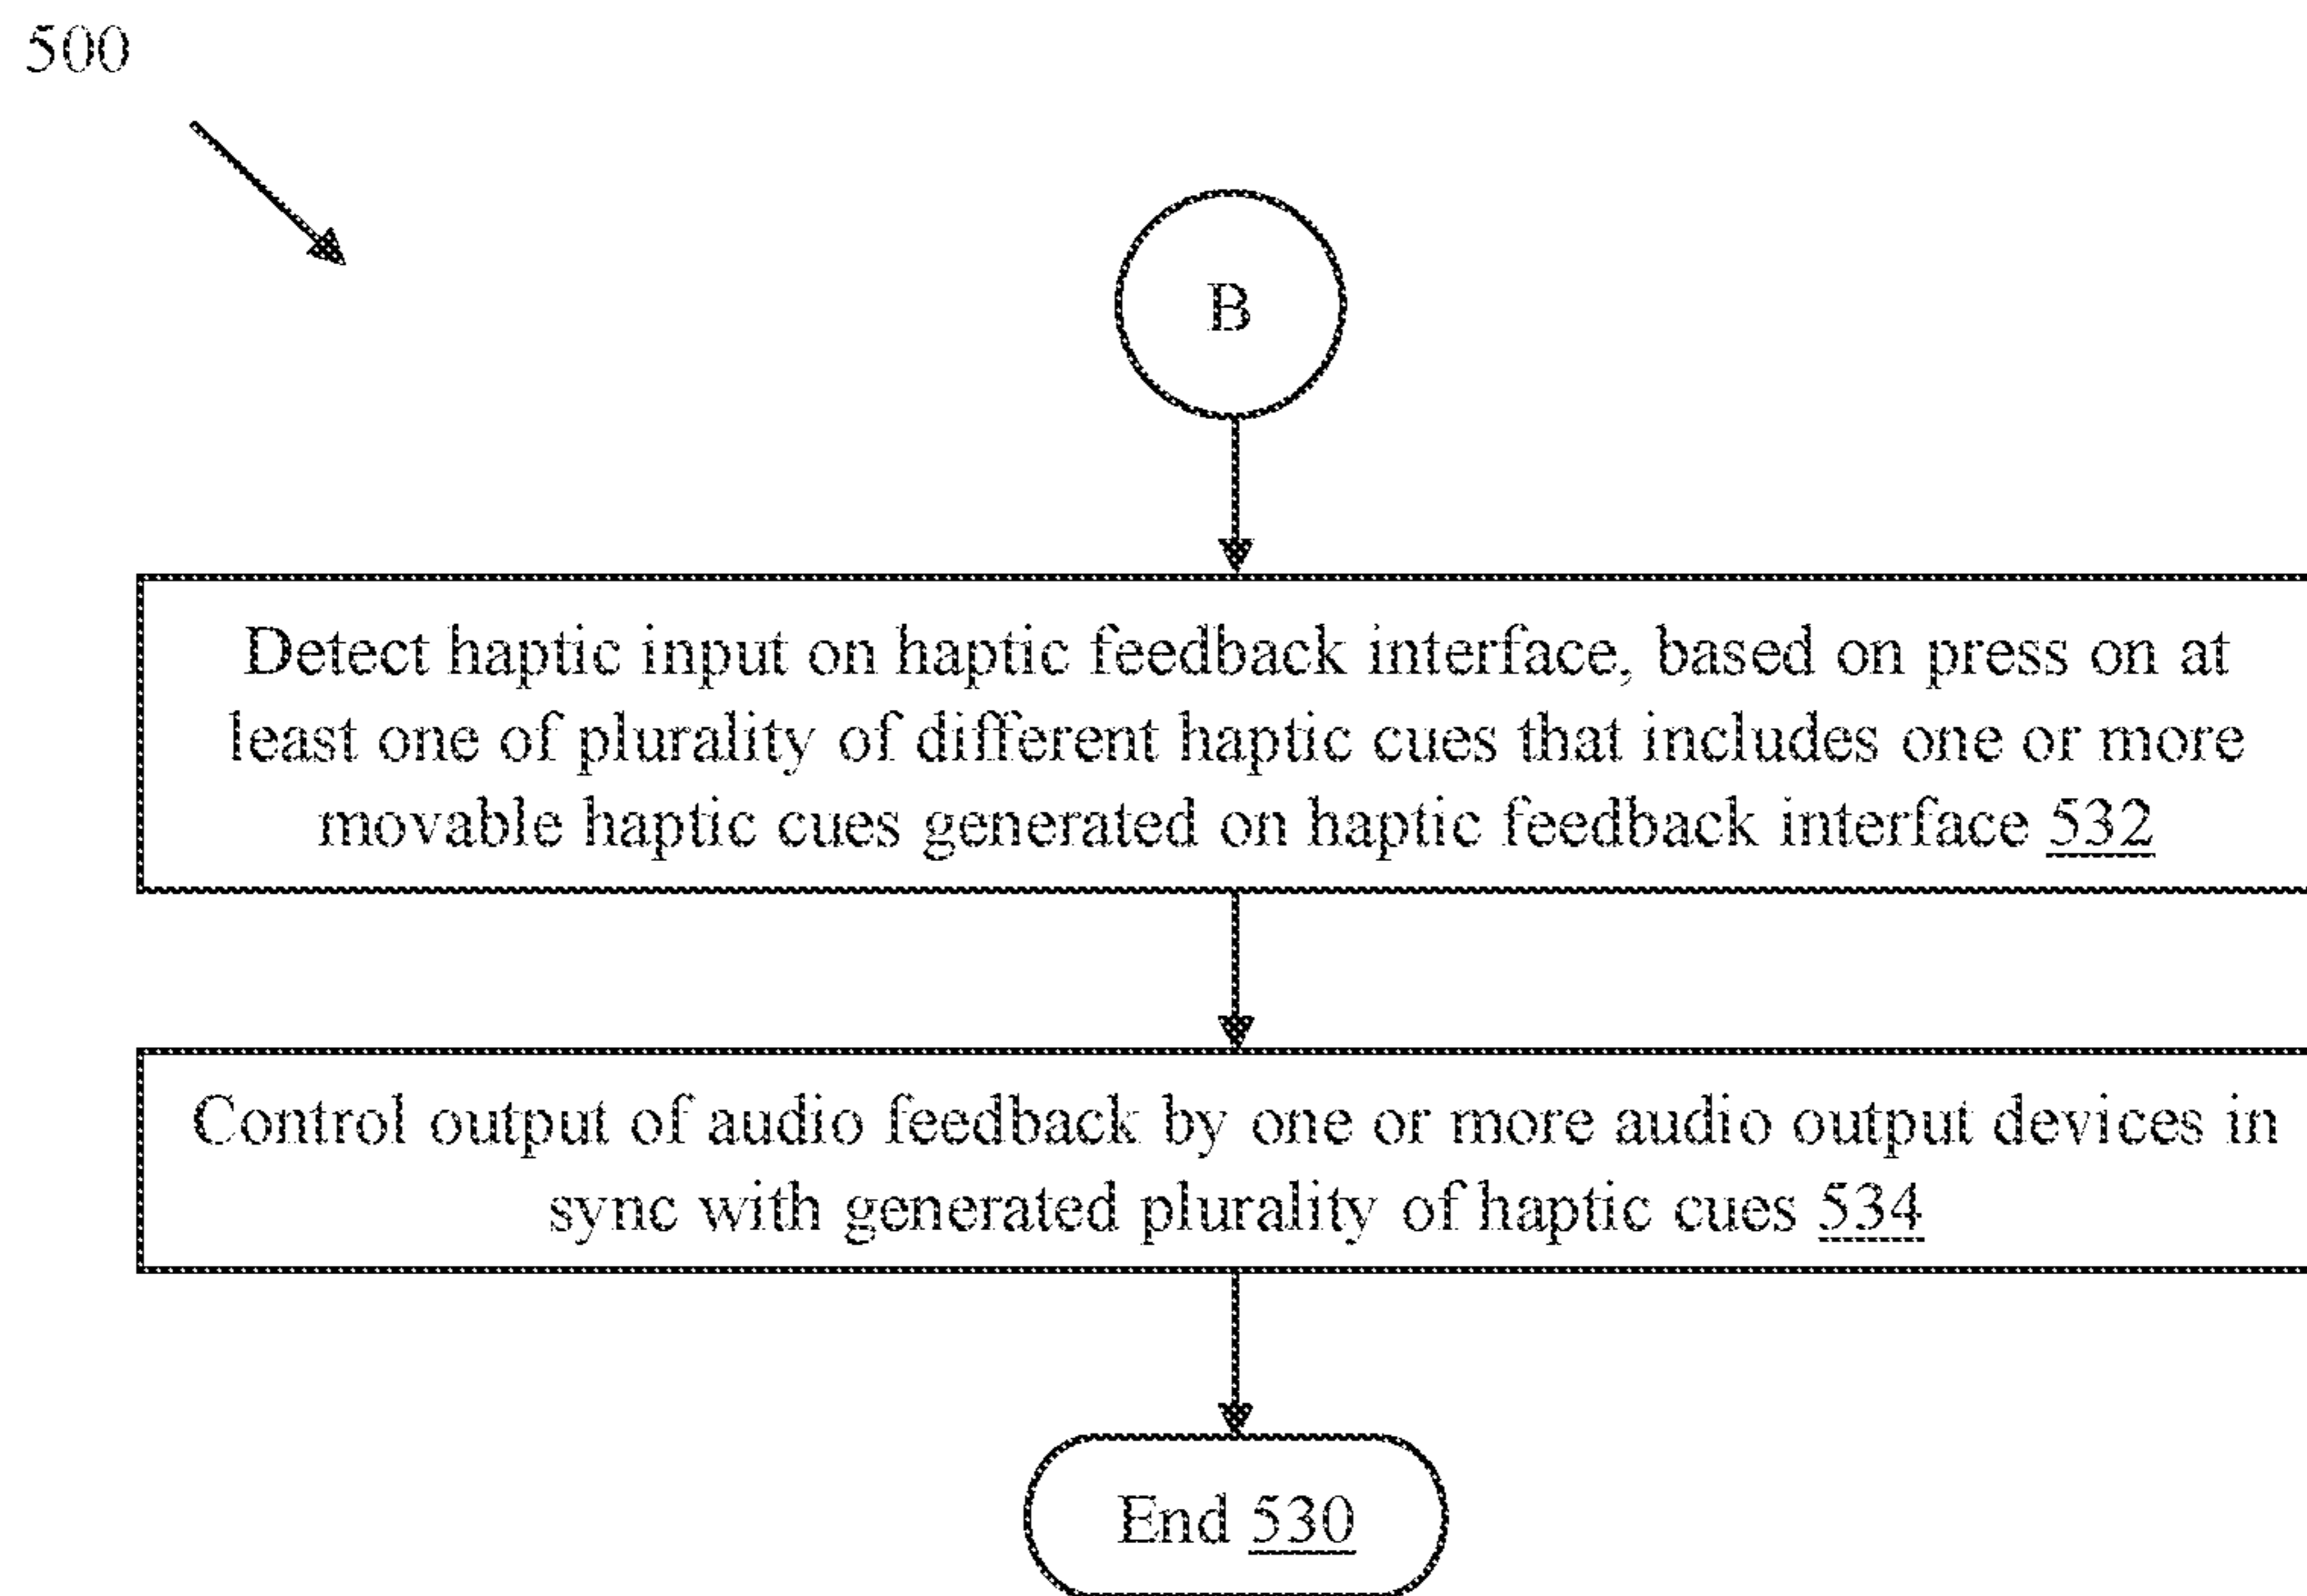 500
B
Detect haptic input on haptic feedback interface, based on press on at
least one of plurality of different haptic cues that includes one or more
movable haptic cues generated on haptic feedback interface 532
Control output of audio feedback by one or more audio output devices in
sync with generated plurality of haptic cues 534
End 530